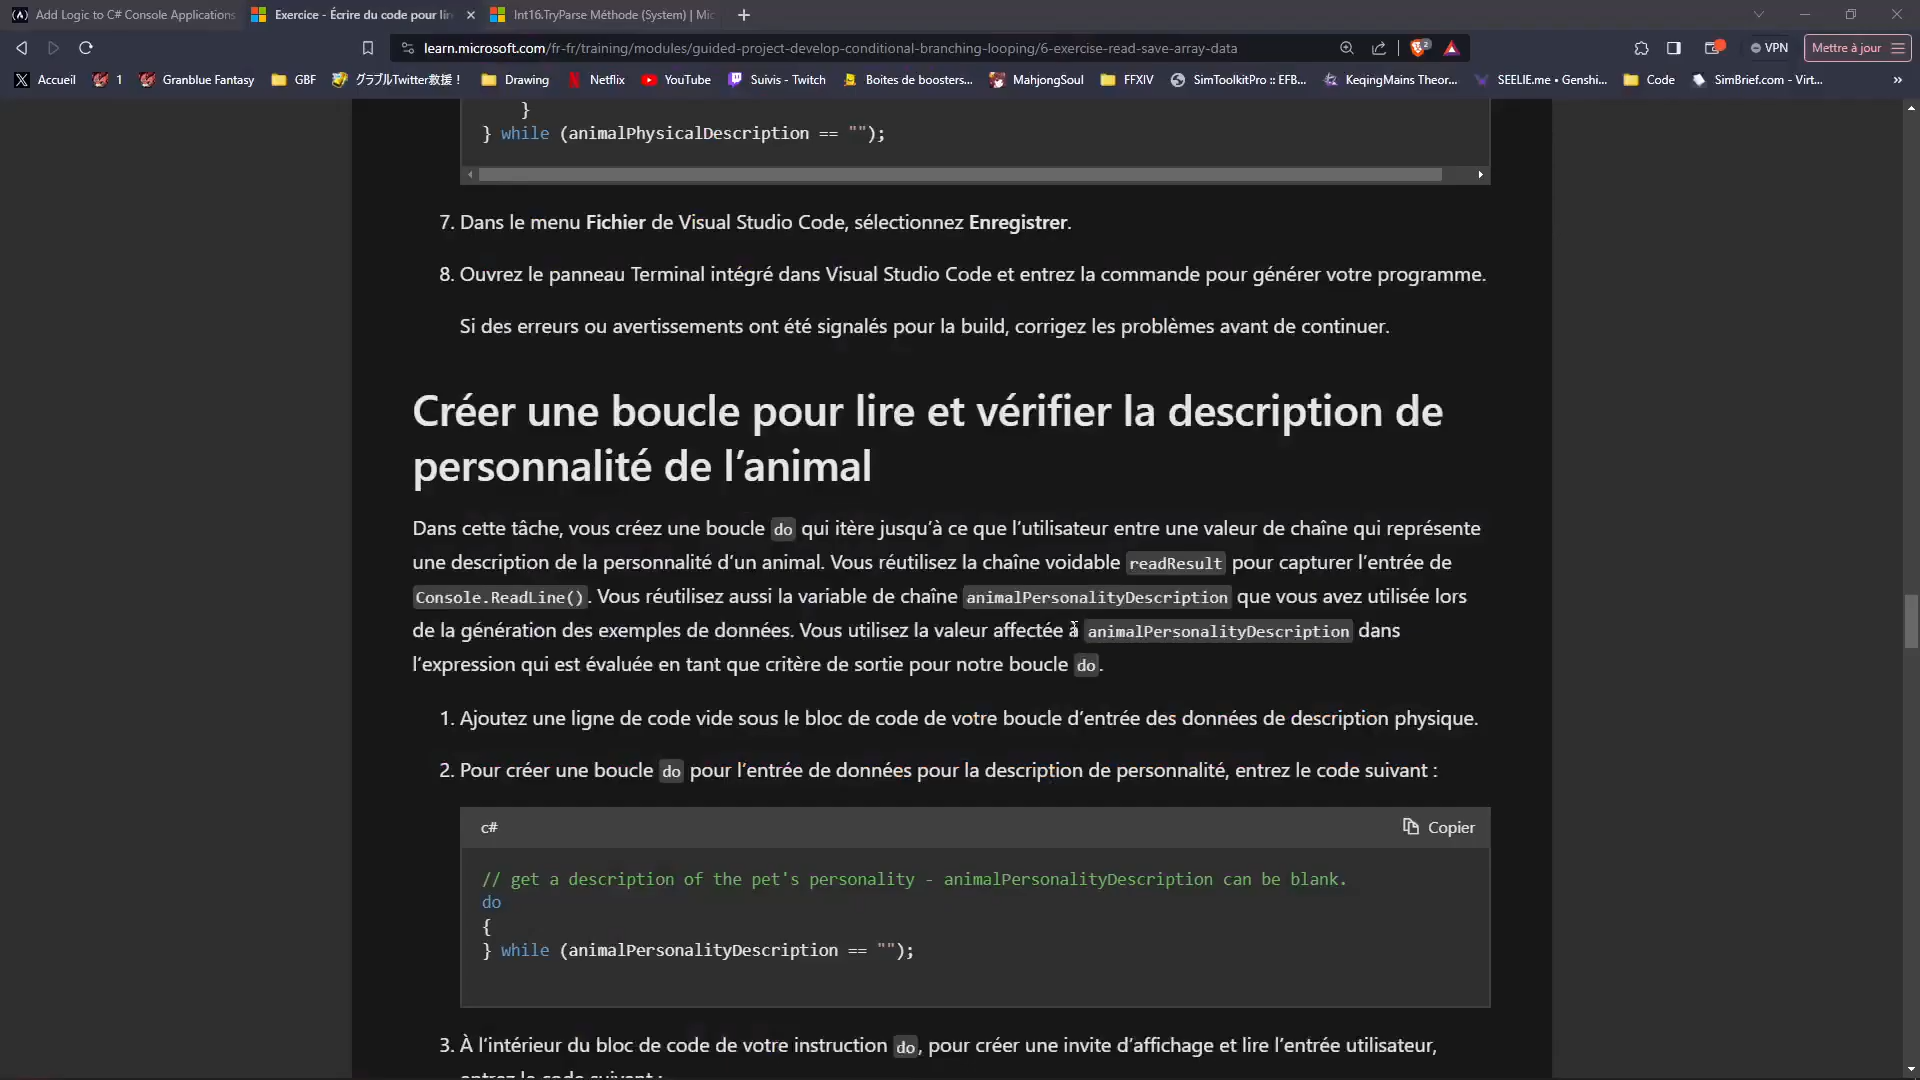 Add Logic to C# Console Applications
Exercice - Écrire du code pour lir
Int16.TryParse Méthode (System) | Mic
learn.microsoft.com/fr-fr/training/modules/guided-project-develop-conditional-branching-looping/6-exercise-read-save-array-data
2
VPN
Mettre à jour
Accueil
1
Granblue Fantasy
GBF
グラブルTwitter救援！
Drawing
Netflix
YouTube
Suivis - Twitch
Boites de boosters...
MahjongSoul
FFXIV
SimToolkitPro :: EFB...
KeqingMains Theor...
SEELIE.me • Genshi...
Code
SimBrief.com - Virt...
»
}
} while (animalPhysicalDescription == "");
7. Dans le menu Fichier de Visual Studio Code, sélectionnez Enregistrer.
8. Ouvrez le panneau Terminal intégré dans Visual Studio Code et entrez la commande pour générer votre programme.
Si des erreurs ou avertissements ont été signalés pour la build, corrigez les problèmes avant de continuer.
Créer une boucle pour lire et vérifier la description de
personnalité de l’animal
Dans cette tâche, vous créez une boucle do qui itère jusqu’à ce que l’utilisateur entre une valeur de chaîne qui représente
une description de la personnalité d’un animal. Vous réutilisez la chaîne voidable readResult pour capturer l’entrée de
Console.ReadLine(). Vous réutilisez aussi la variable de chaîne animalPersonalityDescription que vous avez utilisée lors
de la génération des exemples de données. Vous utilisez la valeur affectée à animalPersonalityDescription dans
l’expression qui est évaluée en tant que critère de sortie pour notre boucle do.
1. Ajoutez une ligne de code vide sous le bloc de code de votre boucle d’entrée des données de description physique.
2. Pour créer une boucle do pour l’entrée de données pour la description de personnalité, entrez le code suivant :
c#
Copier
// get a description of the pet's personality - animalPersonalityDescription can be blank.
do
{
} while (animalPersonalityDescription == "");
3. À l’intérieur du bloc de code de votre instruction do, pour créer une invite d’affichage et lire l’entrée utilisateur,
entrez le code suivant :